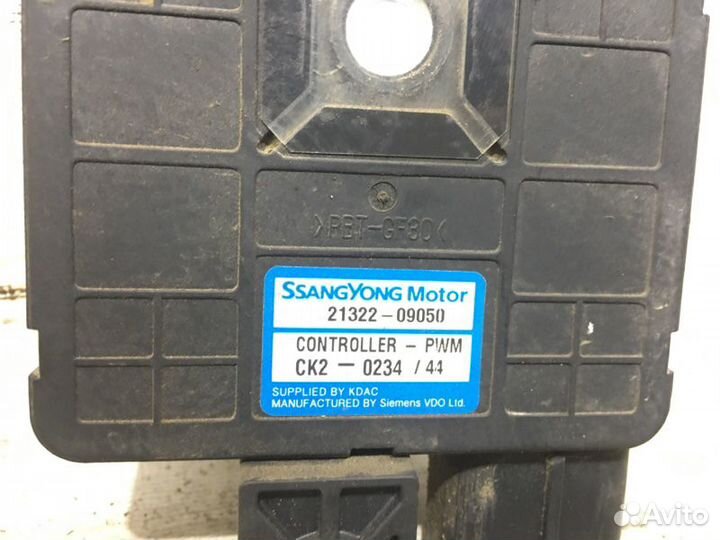 >PBT-GF30<
SSANGYONG Motor
21322-09050
CONTROLLER - PWM
CK2 - 0234 / 44
SUPPLIED BY KDAC
MANUFACTURED BY Siemens VDO Ltd.
Avito